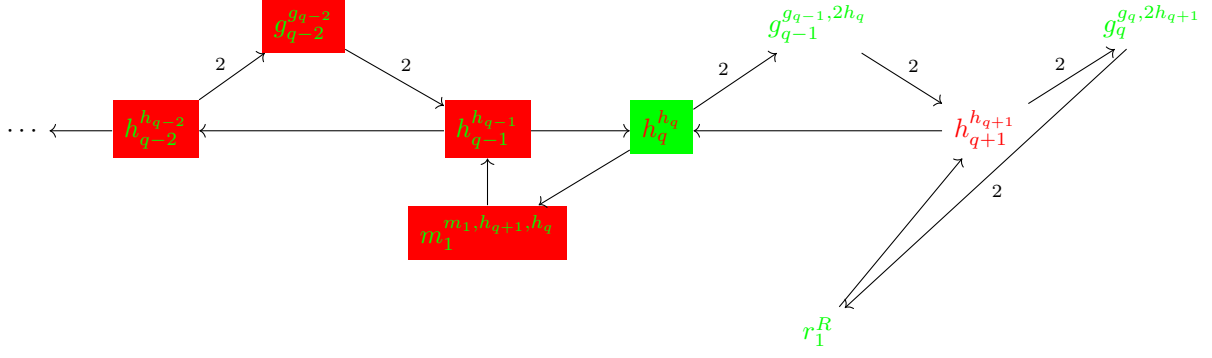 g_{q-2}^{g_{q-2}} g_{q-1}^{g_{q-1},2h_q} g_q^{g_q,2h_{q+1}}
2 2 2 2 2
⋯ h_{q-2}^{h_{q-2}} h_{q-1}^{h_{q-1}} h_q^{h_q} h_{q+1}^{h_{q+1}}
2
m_1^{m_1,h_{q+1},h_q}
r_1^R